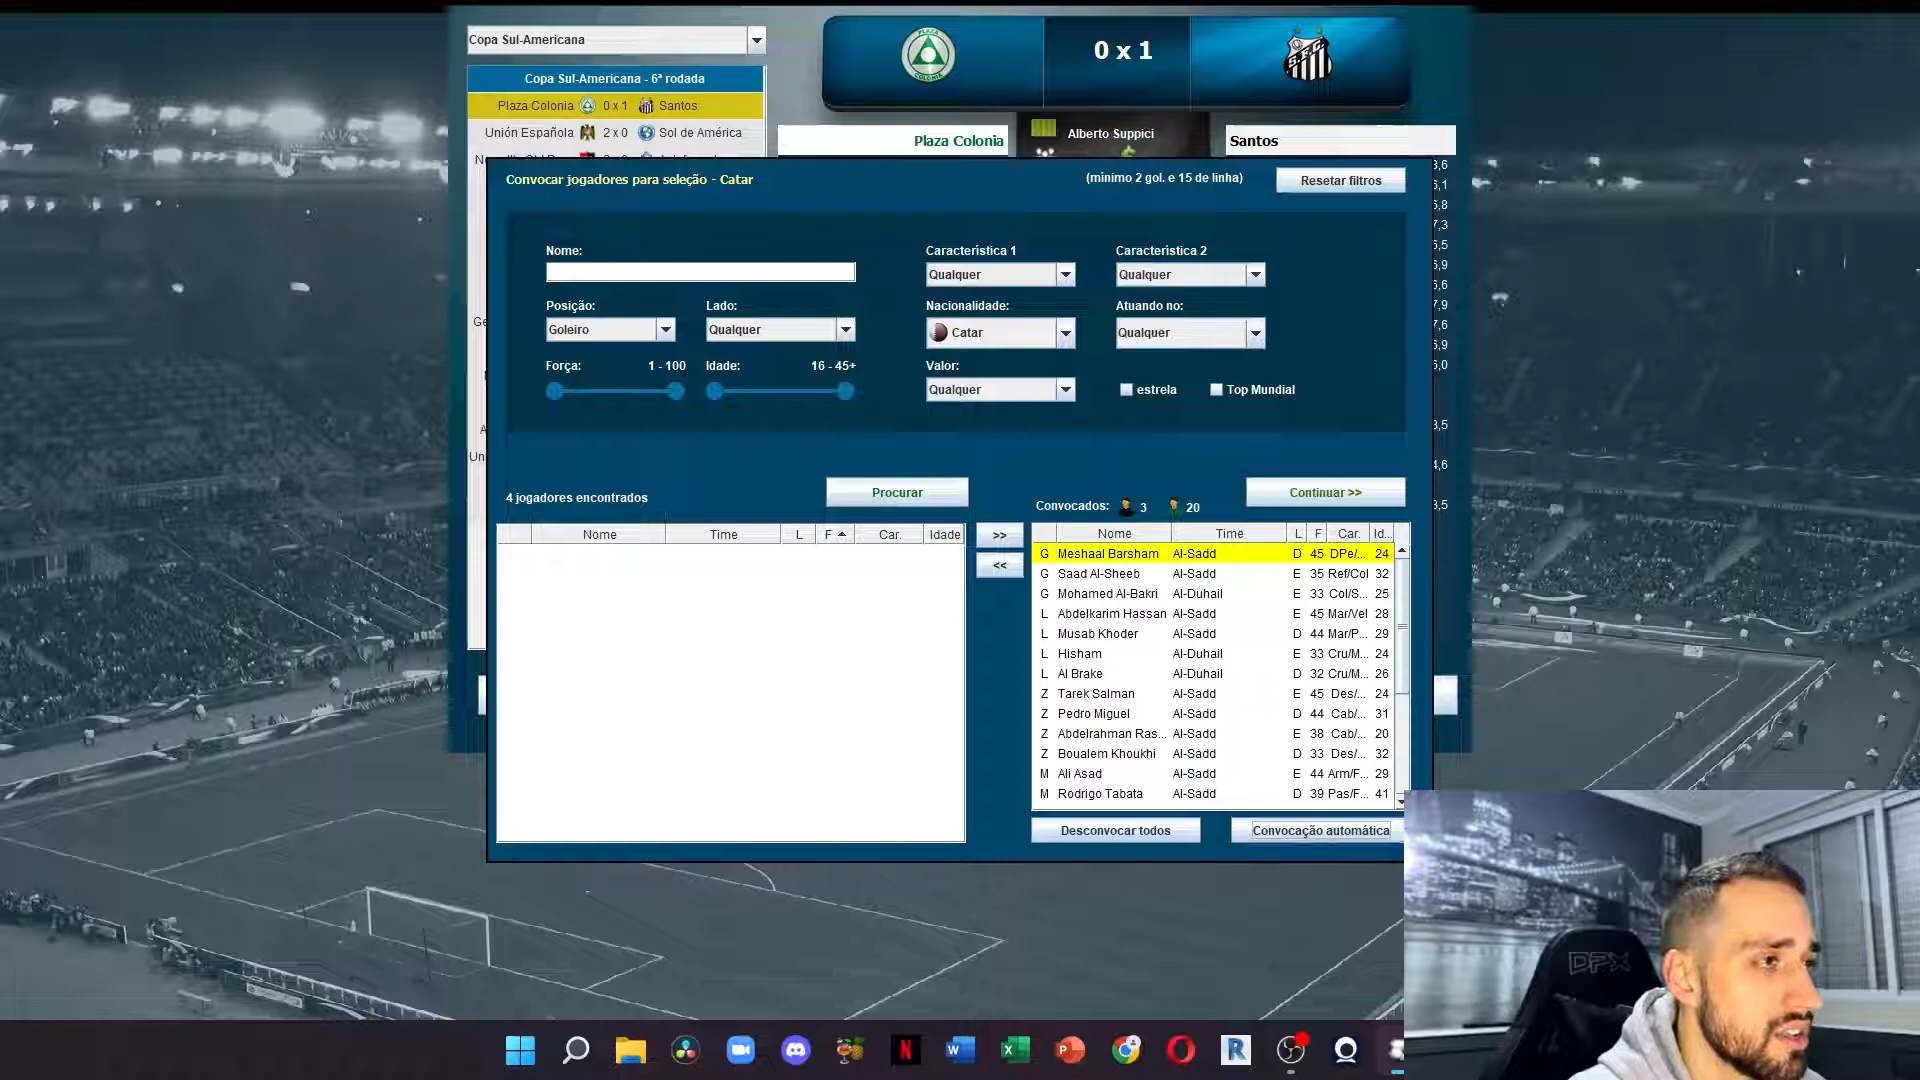 Copa Sul-Americana
0 x 1
Copa Sul-Americana - 6ª rodada
Plaza Colonia 0 x 1 Santos
Unión Española 2 x 0 Sol de América
Plaza Colonia
Alberto Suppici
Santos
Convocar jogadores para seleção - Catar
(mínimo 2 gol. e 15 de linha)
Resetar filtros
Nome:
Característica 1
Característica 2
Qualquer
Qualquer
Posição:
Lado:
Nacionalidade:
Atuando no:
Goleiro
Qualquer
Catar
Qualquer
Força: 1 - 100
Idade: 16 - 45+
Valor:
Qualquer
estrela
Top Mundial
4 jogadores encontrados
Procurar
Convocados: 3 20
Continuar >>
Nome Time L F Car. Idade
>>
<<
Nome Time L F Car. Id...
G Meshaal Barsham Al-Sadd D 45 DPe/... 24
G Saad Al-Sheeb Al-Sadd E 35 Ref/Col 32
G Mohamed Al-Bakri Al-Duhail E 33 Col/S... 25
L Abdelkarim Hassan Al-Sadd E 45 Mar/Vel 28
L Musab Khoder Al-Sadd D 44 Mar/P... 29
L Hisham Al-Duhail E 33 Cru/M... 24
L Al Brake Al-Duhail D 32 Cru/M... 26
Z Tarek Salman Al-Sadd E 45 Des/... 24
Z Pedro Miguel Al-Sadd D 44 Cab/... 31
Z Abdelrahman Ras... Al-Sadd E 38 Cab/... 20
Z Boualem Khoukhi Al-Sadd D 33 Des/... 32
M Ali Asad Al-Sadd E 44 Arm/F... 29
M Rodrigo Tabata Al-Sadd D 39 Pas/F... 41
Desconvocar todos
Convocação automática
DPX